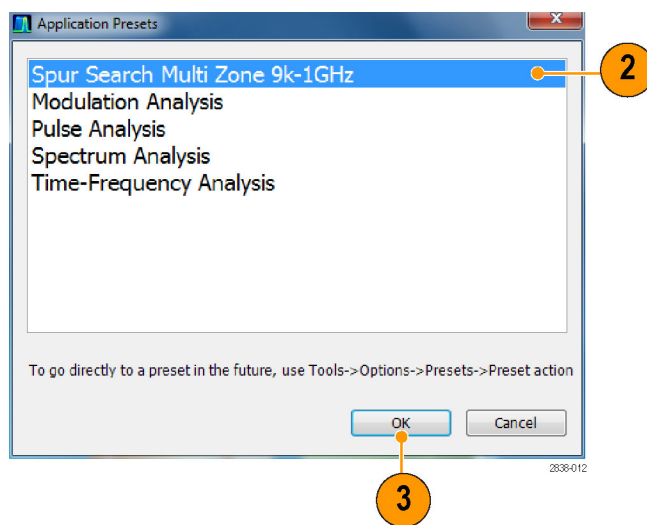 Application Presets
Spur Search Multi Zone 9k-1GHz
2
Modulation Analysis
Pulse Analysis
Spectrum Analysis
Time-Frequency Analysis
To go directly to a preset in the future, use Tools->Options->Presets->Preset action
OK
Cancel
2838-012
3